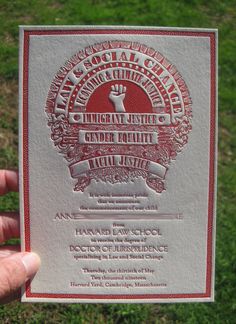 LAW & SOCIAL CHANGE
ECONOMIC & CLIMATE JUSTICE
IMMIGRANT JUSTICE
GENDER EQUALITY
RACIAL JUSTICE
It is with enormous pride
that we announce
the commencement of our child
ANNE
from
HARVARD LAW SCHOOL
to receive the degree of
DOCTOR OF JURISPRUDENCE
specializing in Law and Social Change
Thursday, the thirtieth of May
Two thousand nineteen
Harvard Yard, Cambridge, Massachusetts